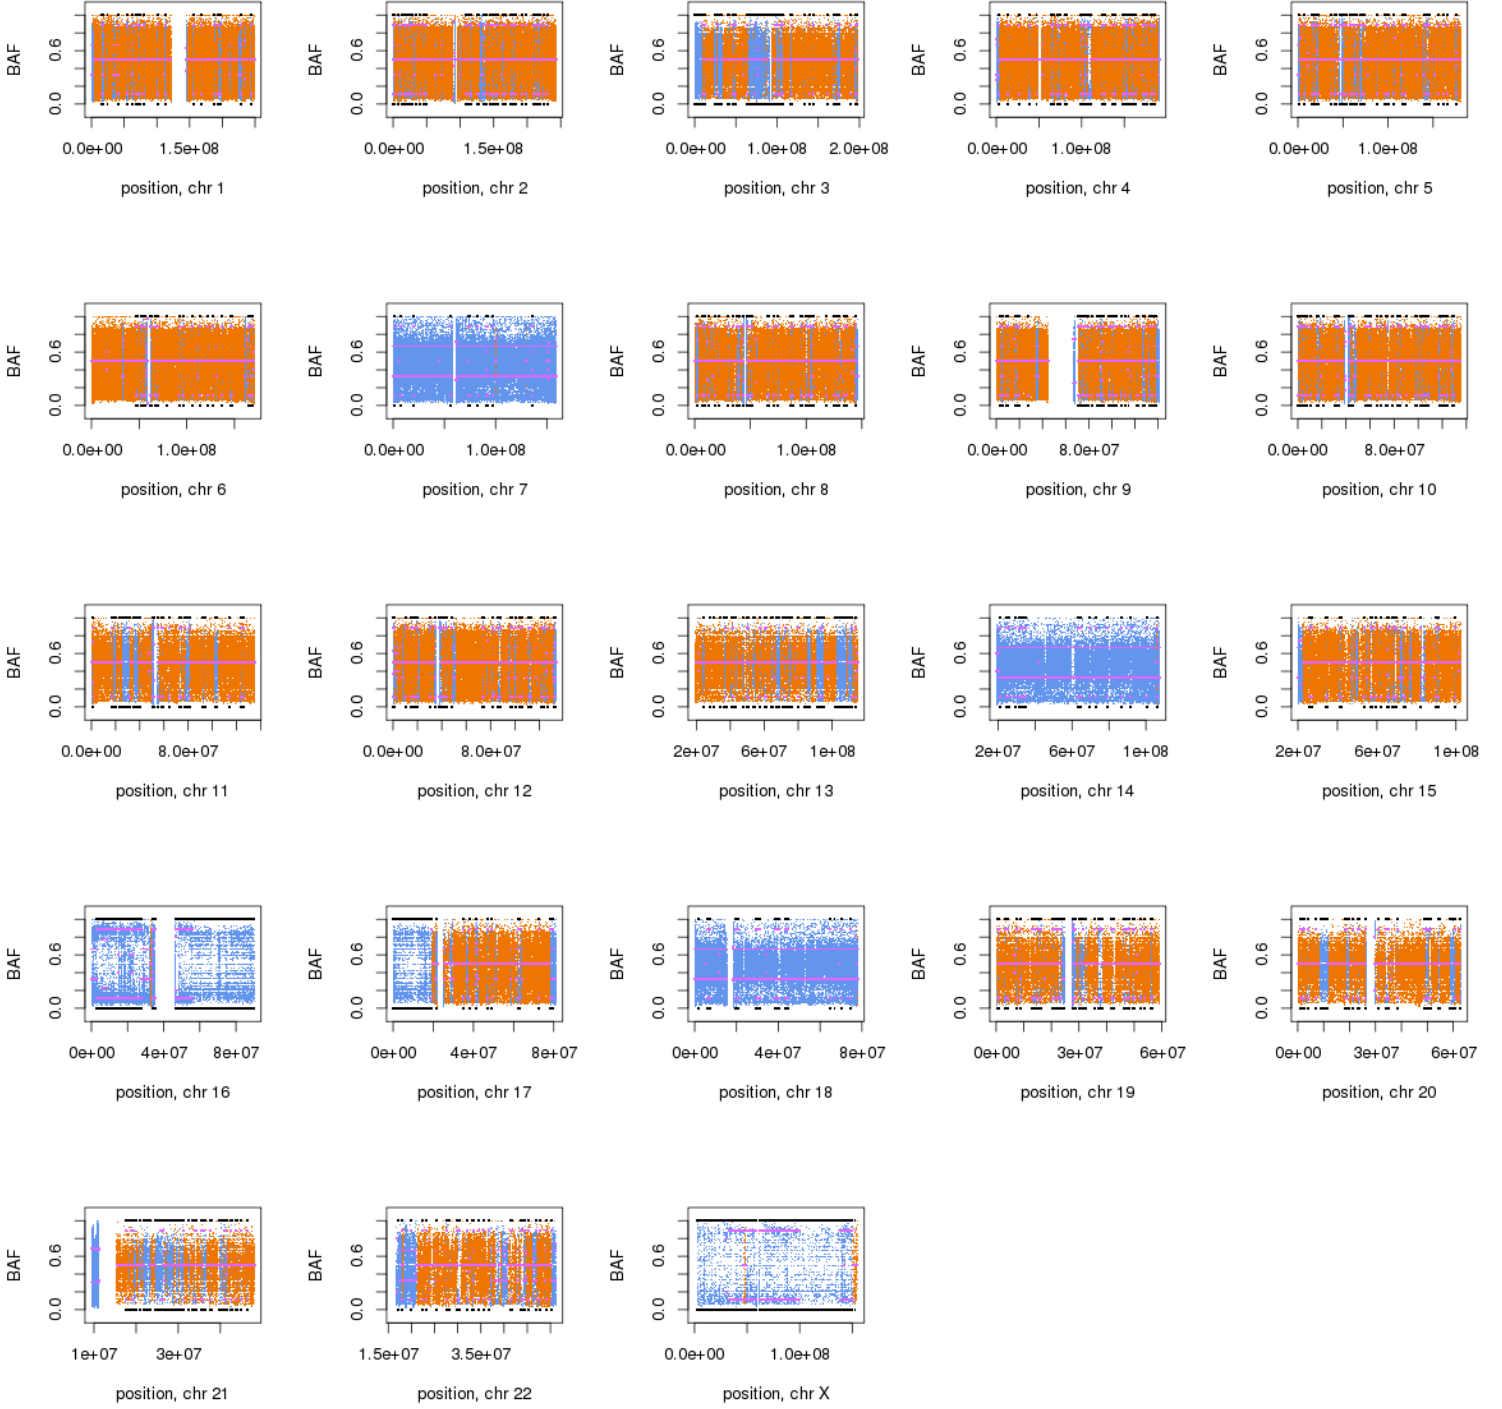 BAF 0.6 0.0 BAF 0.6 0.0 BAF 0.6 0.0 BAF 0.6 0.0 BAF 0.6 0.0
0.0e+00 1.5e+08 0.0e+00 1.5e+08 0.0e+00 1.0e+08 2.0e+08 0.0e+00 1.0e+08 0.0e+00 1.0e+08
position, chr 1 position, chr 2 position, chr 3 position, chr 4 position, chr 5
BAF 0.6 0.0 BAF 0.6 0.0 BAF 0.6 0.0 BAF 0.6 0.0 BAF 0.6 0.0
0.0e+00 1.0e+08 0.0e+00 1.0e+08 0.0e+00 1.0e+08 0.0e+00 8.0e+07 0.0e+00 8.0e+07
position, chr 6 position, chr 7 position, chr 8 position, chr 9 position, chr 10
BAF 0.6 0.0 BAF 0.6 0.0 BAF 0.6 0.0 BAF 0.6 0.0 BAF 0.6 0.0
0.0e+00 8.0e+07 0.0e+00 8.0e+07 2e+07 6e+07 1e+08 2e+07 6e+07 1e+08 2e+07 6e+07 1e+08
position, chr 11 position, chr 12 position, chr 13 position, chr 14 position, chr 15
BAF 0.6 0.0 BAF 0.6 0.0 BAF 0.6 0.0 BAF 0.6 0.0 BAF 0.6 0.0
0e+00 4e+07 8e+07 0e+00 4e+07 8e+07 0e+00 4e+07 8e+07 0e+00 3e+07 6e+07 0e+00 3e+07 6e+07
position, chr 16 position, chr 17 position, chr 18 position, chr 19 position, chr 20
BAF 0.6 0.0 BAF 0.6 0.0 BAF 0.6 0.0
1e+07 3e+07 1.5e+07 3.5e+07 0.0e+00 1.0e+08
position, chr 21 position, chr 22 position, chr X